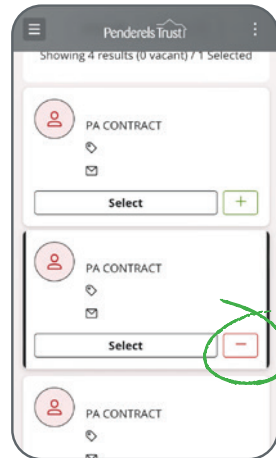 Penderels Trust
Showing 4 results (0 vacant) / 1 Selected
PA CONTRACT
Select
PA CONTRACT
Select
PA CONTRACT